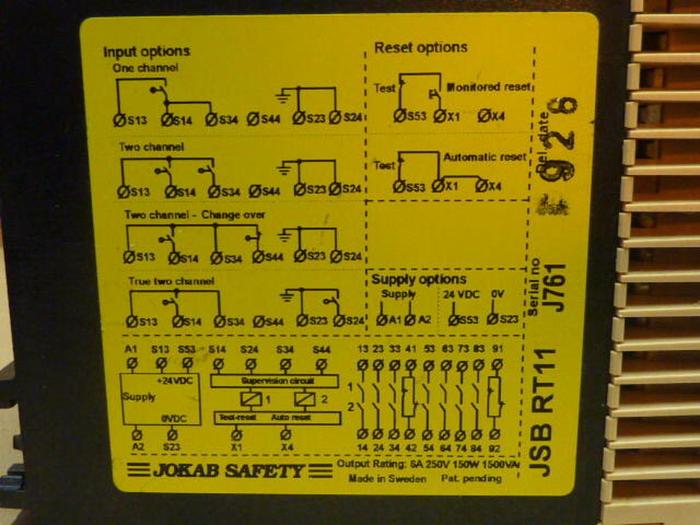 Input options
One channel
S13 S14 S34 S44 S23 S24
Two channel
S13 S14 S34 S44 S23 S24
Two channel - Change over
S13 S14 S34 S44 S23 S24
True two channel
S13 S14 S34 S44 S23 S24
Reset options
Test Monitored reset
S53 X1 X4
Test Automatic reset
S53 X1 X4
Supply options
Supply 24 VDC 0V
A1 A2 S53 S23
A1 S13 S53 S14 S24 S34 S44
+24VDC
Supply
0VDC
A2 S23
Supervision circuit
1 2
Test-reset Auto reset
X1 X4
13 23 33 41 53 63 73 83 91
1
2
14 24 34 42 54 64 74 84 92
JOKAB SAFETY
Output Rating: 6A 250V 150W 1500VA
Made in Sweden Pat. pending
JSB RT11
Serial no
J761
Rel. date
926